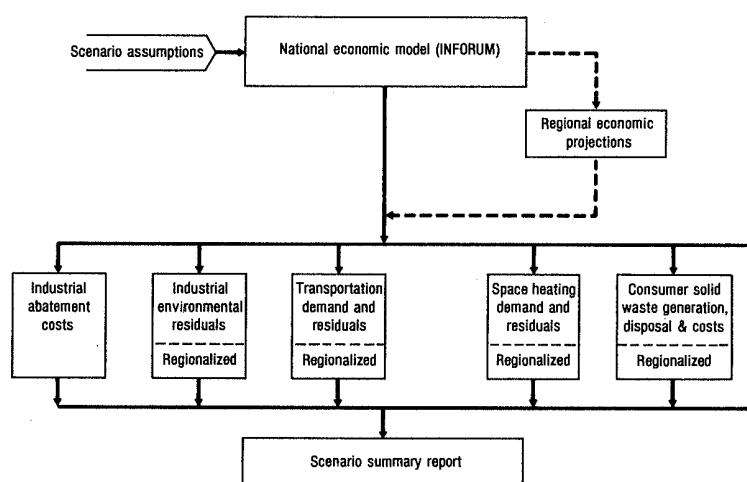 Scenario assumptions
National economic model (INFORUM)
Regional economic
projections
Industrial
abatement
costs
Industrial
environmental
residuals
Regionalized
Transportation
demand and
residuals
Regionalized
Space heating
demand and
residuals
Regionalized
Consumer solid
waste generation,
disposal & costs
Regionalized
Scenario summary report